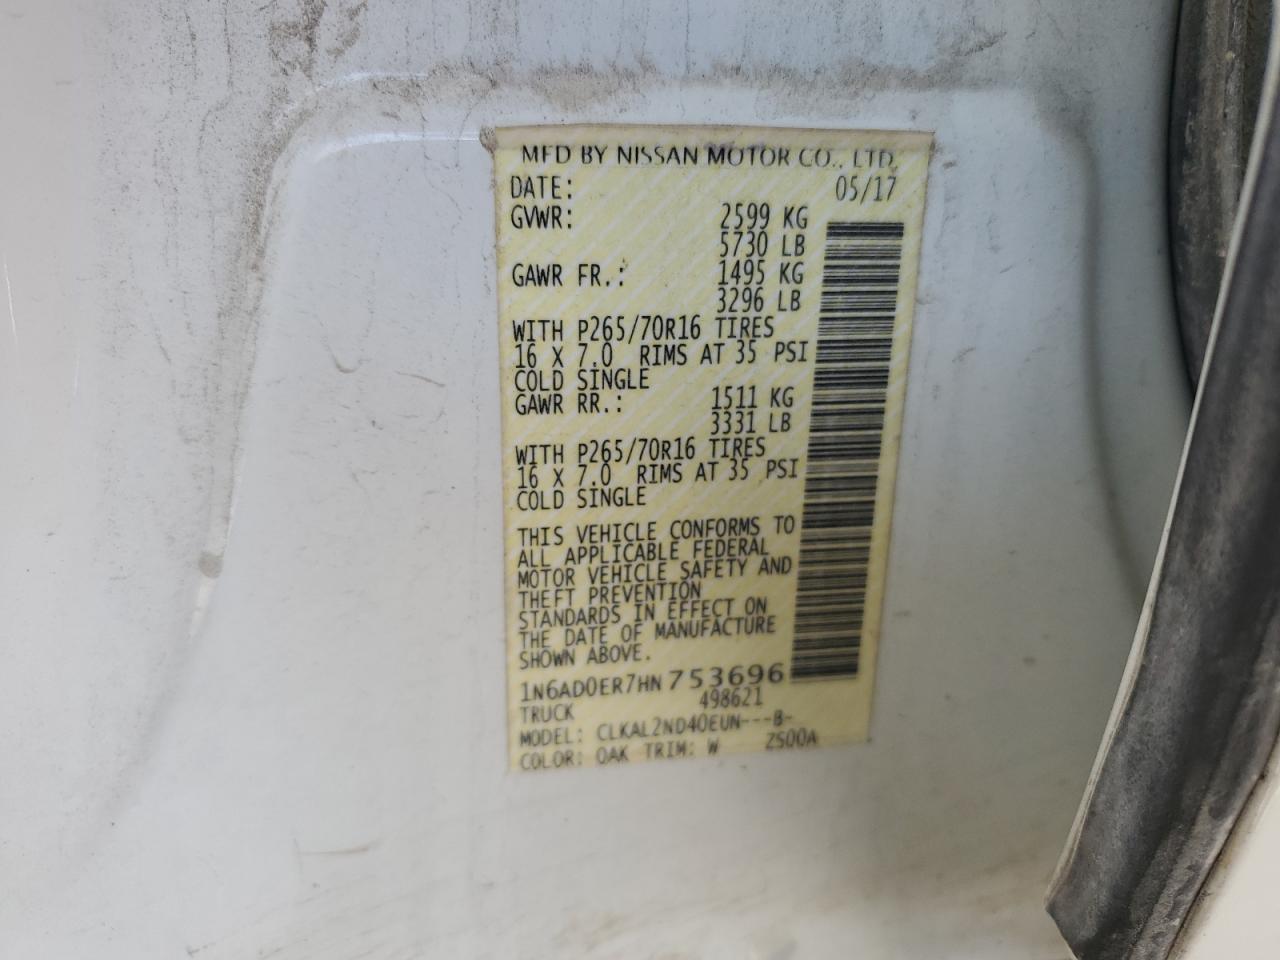 MFD BY NISSAN MOTOR CO., LTD.
DATE: 05/17
GVWR: 2599 KG
5730 LB
GAWR FR.: 1495 KG
3296 LB
WITH P265/70R16 TIRES
16 X 7.0 RIMS AT 35 PSI
COLD SINGLE
GAWR RR.: 1511 KG
3331 LB
WITH P265/70R16 TIRES
16 X 7.0 RIMS AT 35 PSI
COLD SINGLE
THIS VEHICLE CONFORMS TO
ALL APPLICABLE FEDERAL
MOTOR VEHICLE SAFETY AND
THEFT PREVENTION
STANDARDS IN EFFECT ON
THE DATE OF MANUFACTURE
SHOWN ABOVE.
1N6AD0ER7HN753696
TRUCK 498621
MODEL: CLKAL2ND40EUN---B-
COLOR: QAK TRIM: W ZS00A